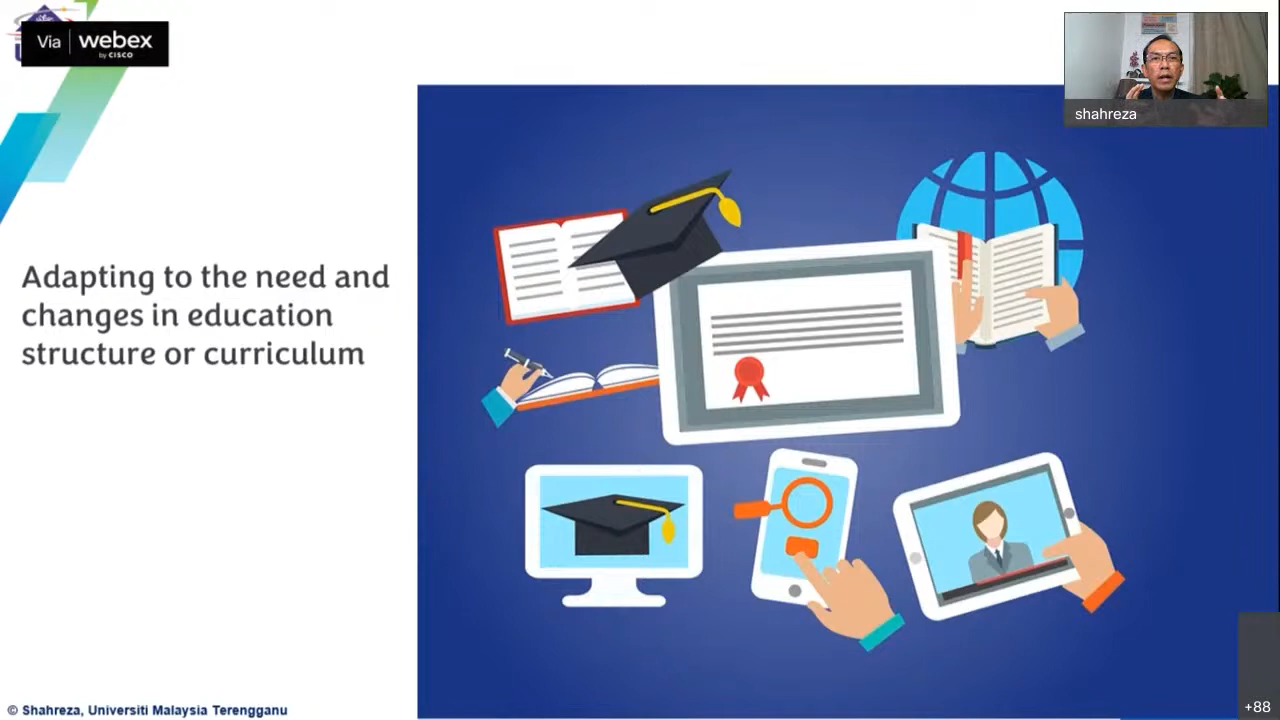 Via webex
by CISCO
shahreza
Adapting to the need and
changes in education
structure or curriculum
© Shahreza, Universiti Malaysia Terengganu
+88